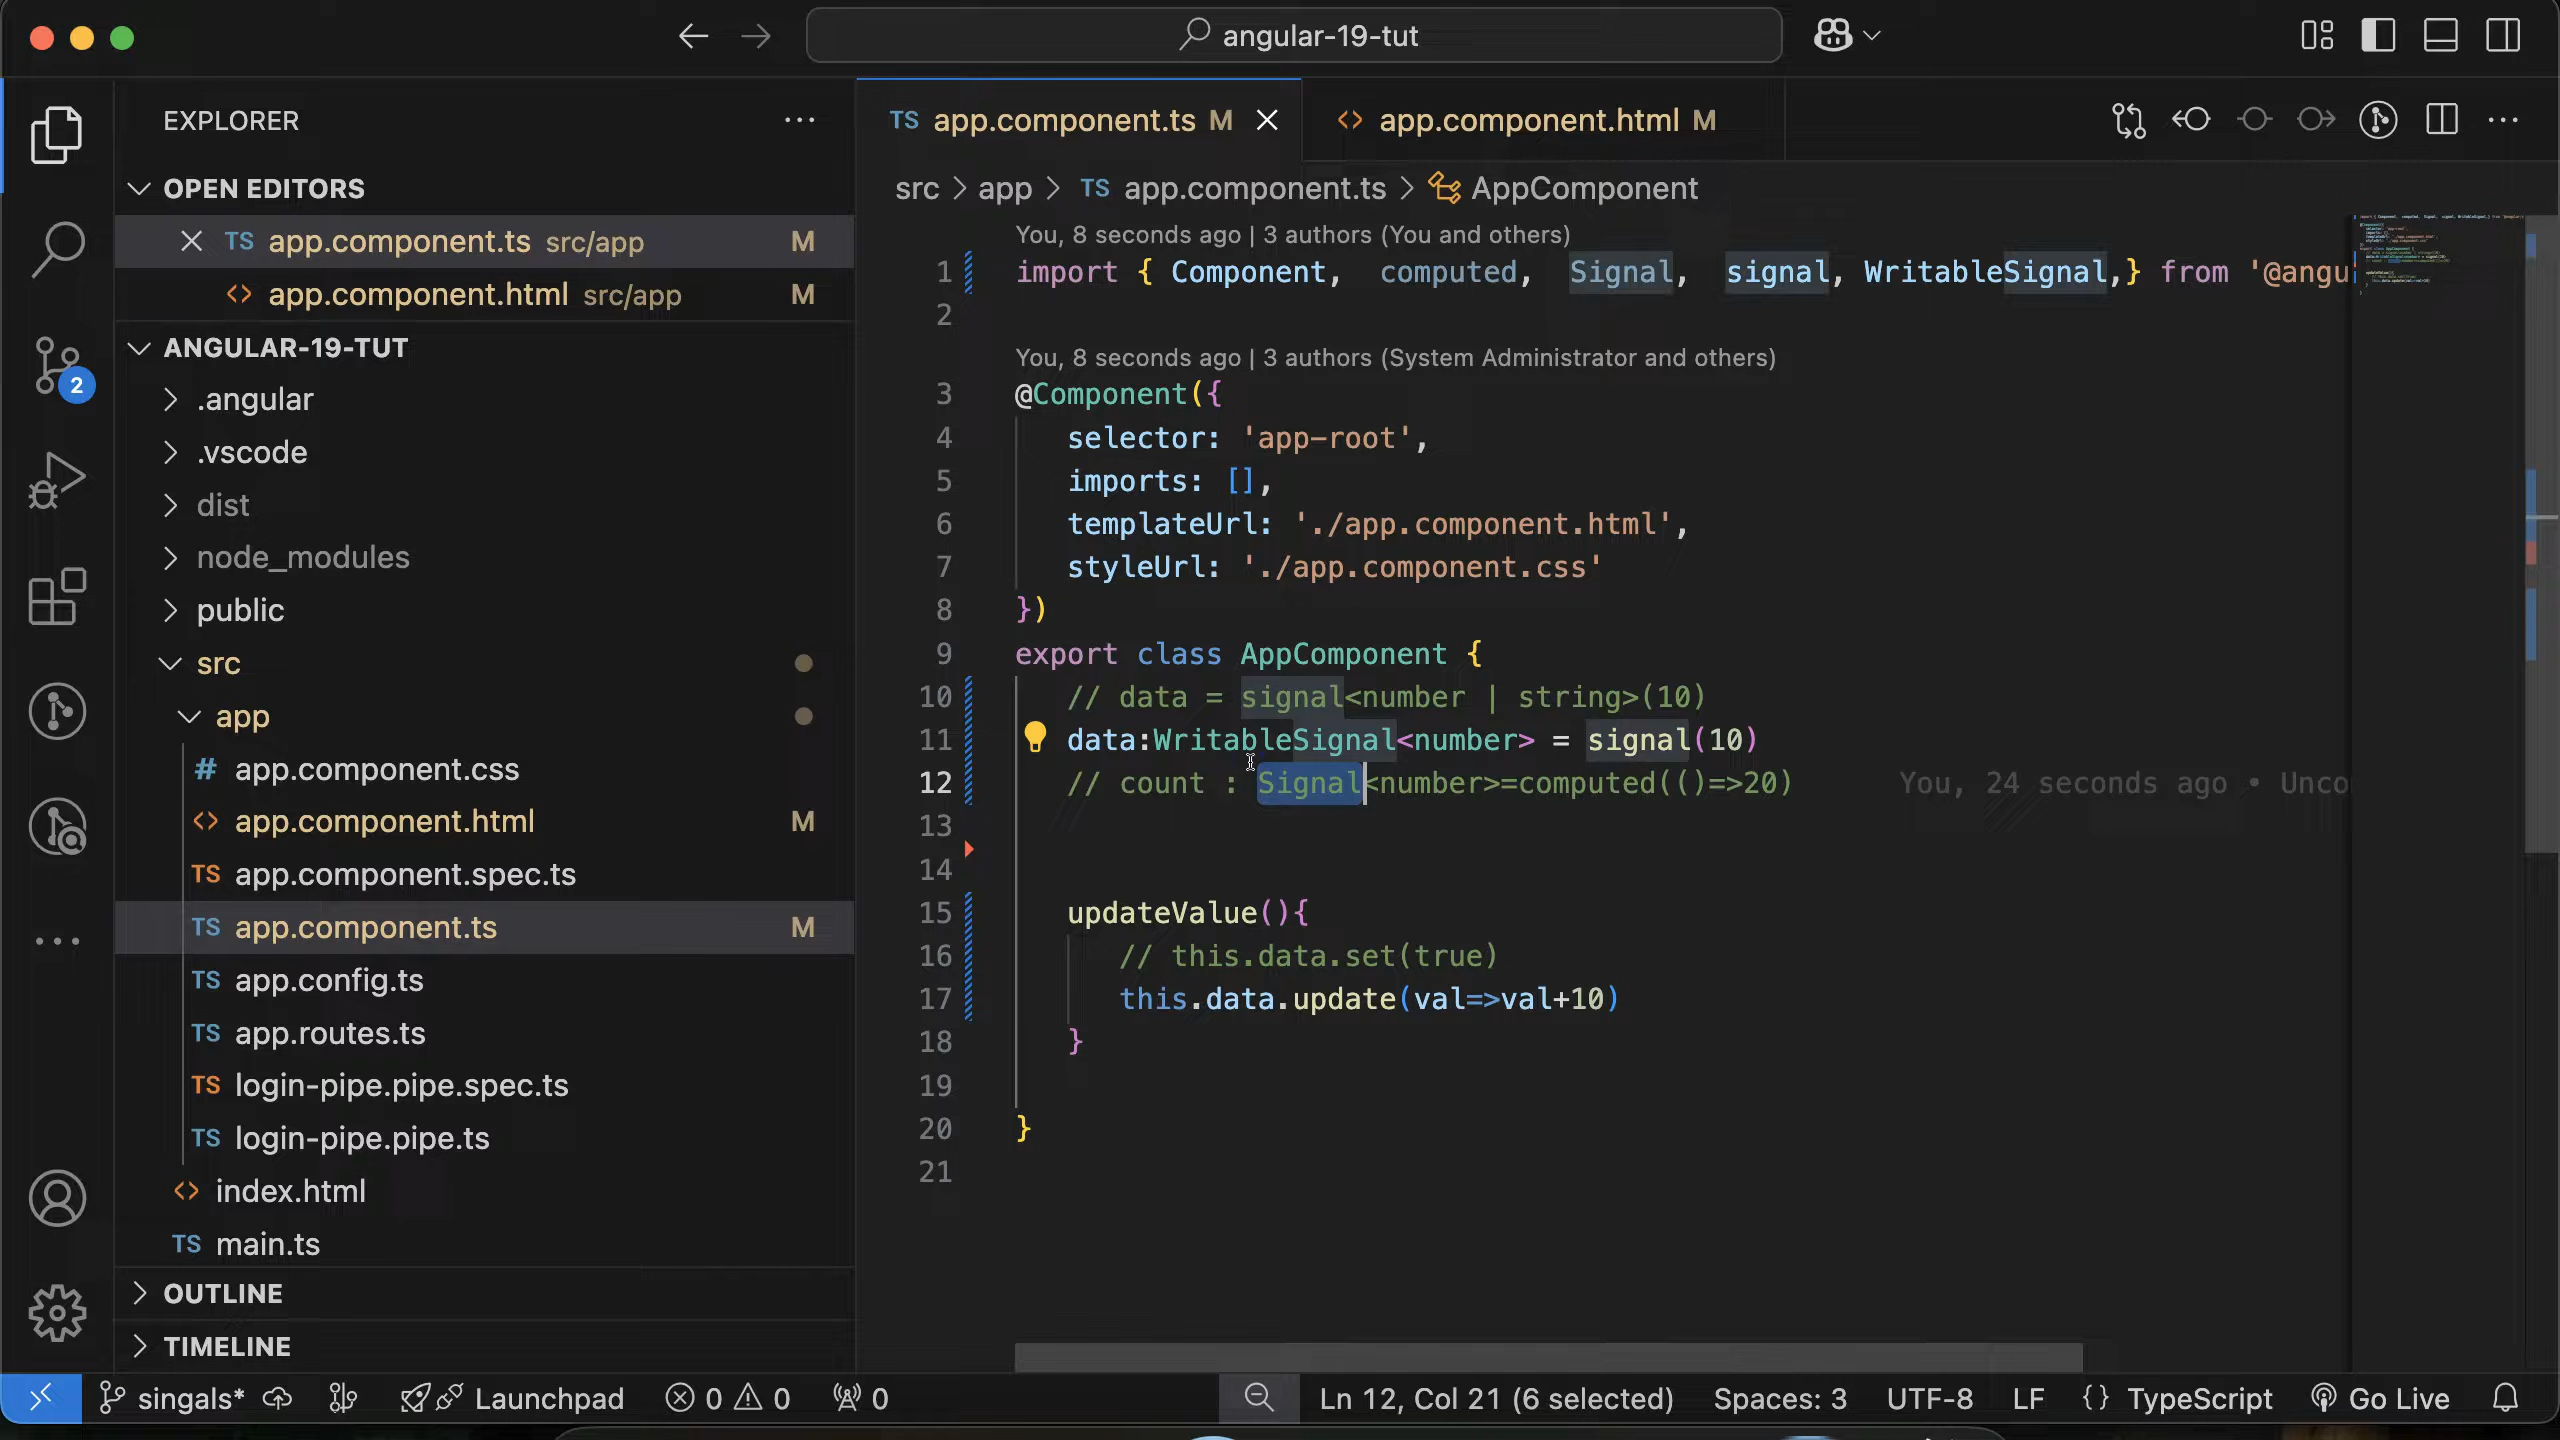 angular-19-tut
EXPLORER
OPEN EDITORS
TS app.component.ts src/app M
<> app.component.html src/app M
ANGULAR-19-TUT
.angular
.vscode
dist
node_modules
public
src
app
# app.component.css
<> app.component.html M
TS app.component.spec.ts
TS app.component.ts M
TS app.config.ts
TS app.routes.ts
TS login-pipe.pipe.spec.ts
TS login-pipe.pipe.ts
<> index.html
TS main.ts
OUTLINE
TIMELINE
2
TS app.component.ts M
<> app.component.html M
src > app > TS app.component.ts > AppComponent
You, 8 seconds ago | 3 authors (You and others)
1 import { Component,  computed,  Signal,  signal, WritableSignal,} from '@angu
2
You, 8 seconds ago | 3 authors (System Administrator and others)
3 @Component({
4 selector: 'app-root',
5 imports: [],
6 templateUrl: './app.component.html',
7 styleUrl: './app.component.css'
8 })
9 export class AppComponent {
10 // data = signal<number | string>(10)
11 data:WritableSignal<number> = signal(10)
12 // count : Signal<number>=computed(()=>20) You, 24 seconds ago • Unco
13
14
15 updateValue(){
16 // this.data.set(true)
17 this.data.update(val=>val+10)
18 }
19
20 }
21
singals* Launchpad 0 0 0 Ln 12, Col 21 (6 selected) Spaces: 3 UTF-8 LF {} TypeScript Go Live